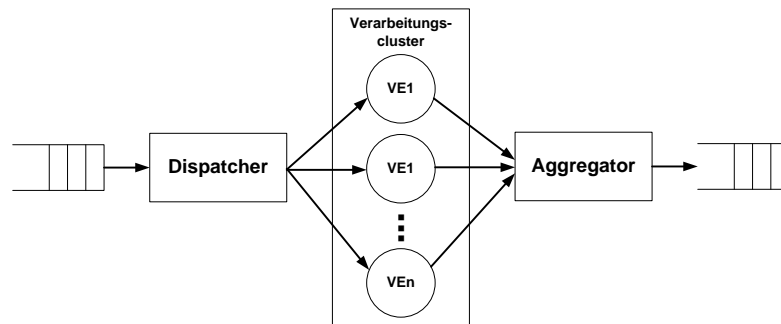 Verarbeitungs-
cluster
VE1
Dispatcher
VE1
Aggregator
VEn